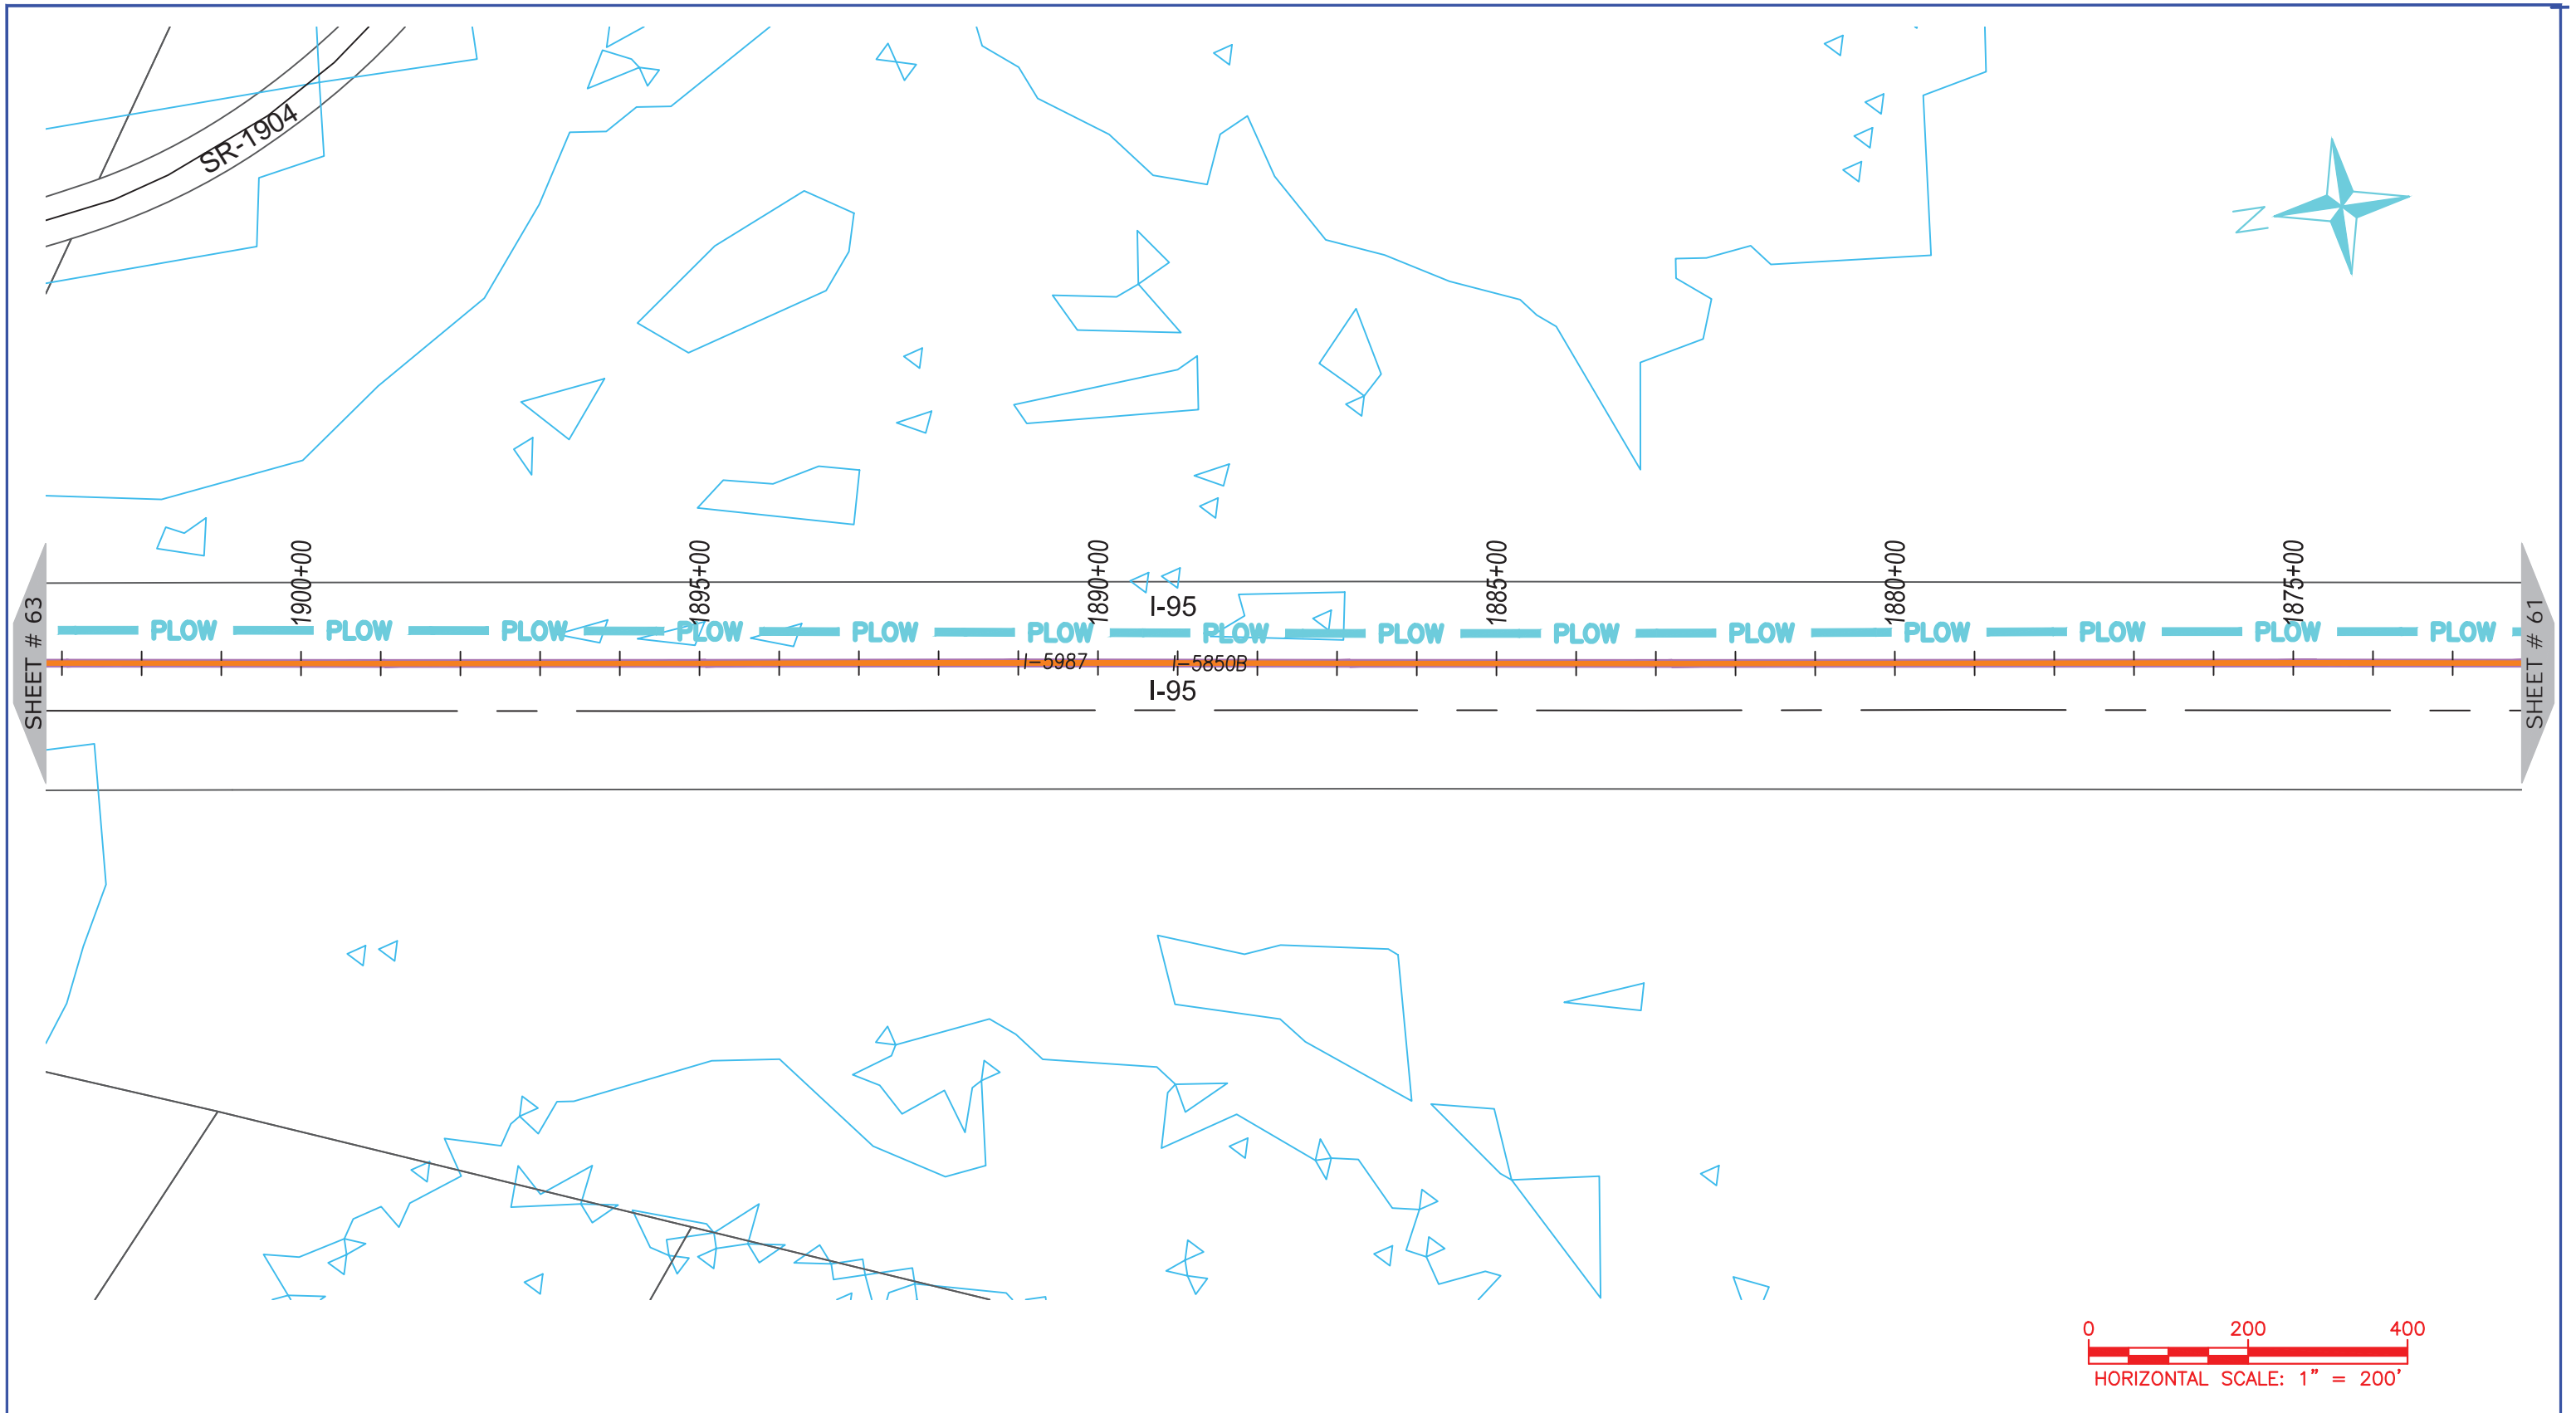 SR-1904
N
1900+00
1895+00
1890+00
1885+00
1880+00
1875+00
I-95
PLOW PLOW PLOW PLOW PLOW PLOW PLOW PLOW PLOW PLOW PLOW PLOW PLOW PLOW
SHEET # 63
I-5987
I-5850B
SHEET # 61
I-95
0 200 400
HORIZONTAL SCALE: 1" = 200'